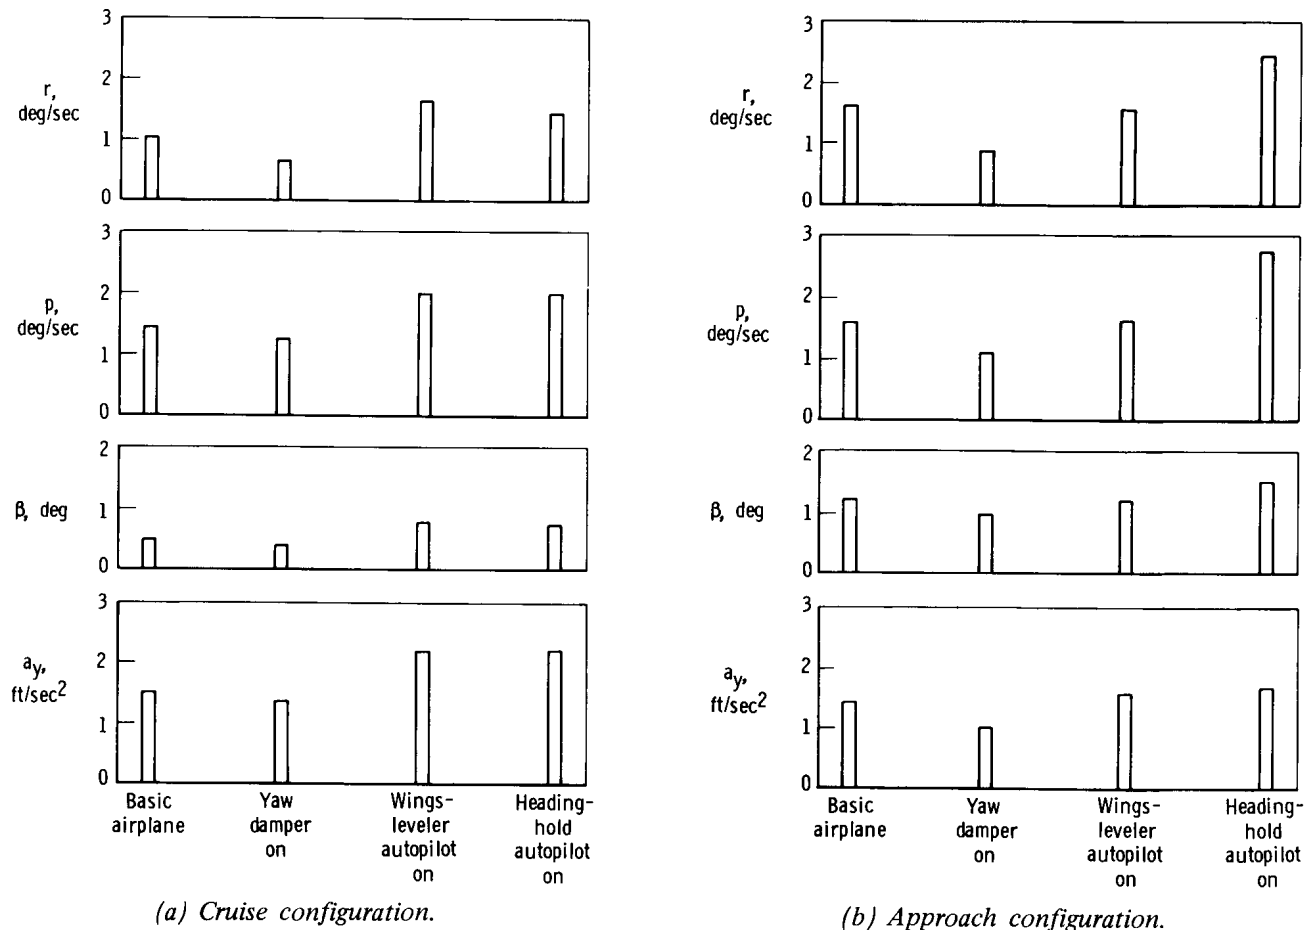 3
2
r,
deg/sec
1
0
3
2
p,
deg/sec
1
0
2
β, deg
1
0
3
2
ay,
ft/sec2
1
0
Basic
airplane
Yaw
damper
on
Wings-
leveler
autopilot
on
Heading-
hold
autopilot
on
(a) Cruise configuration.
3
2
r,
deg/sec
1
0
3
2
p,
deg/sec
1
0
2
β, deg
1
0
3
2
ay,
ft/sec2
1
0
Basic
airplane
Yaw
damper
on
Wings-
leveler
autopilot
on
Heading-
hold
autopilot
on
(b) Approach configuration.